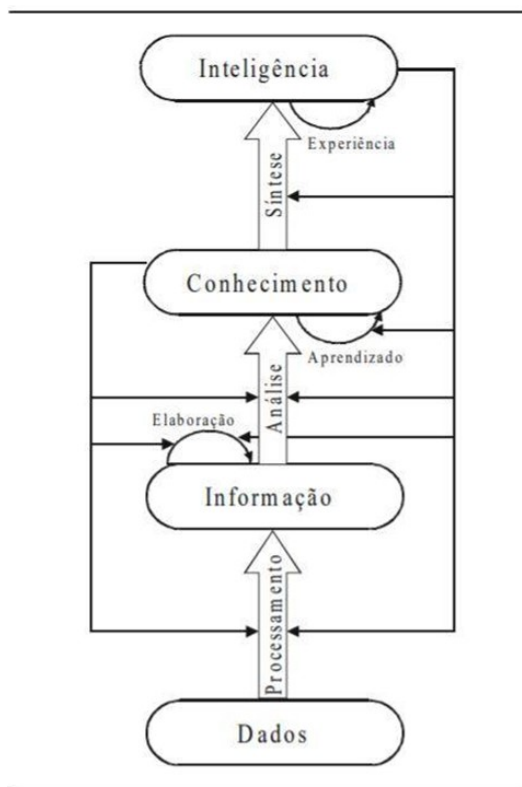 Inteligência
Experiência
Síntese
Conhecimento
Aprendizado
Análise
Elaboração
Informação
Processamento
Dados